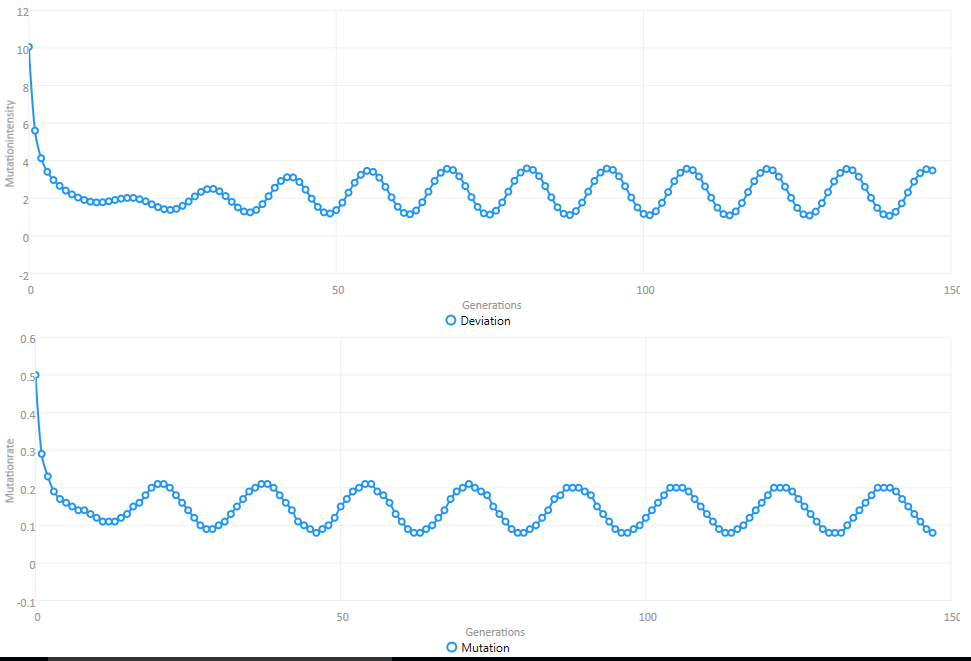 12
10
8
6
4
2
0
-2
Mutationintensity
0 50 100 150
Generations
Deviation
0.6
0.5
0.4
0.3
0.2
0.1
0
-0.1
Mutationrate
0 50 100 150
Generations
Mutation